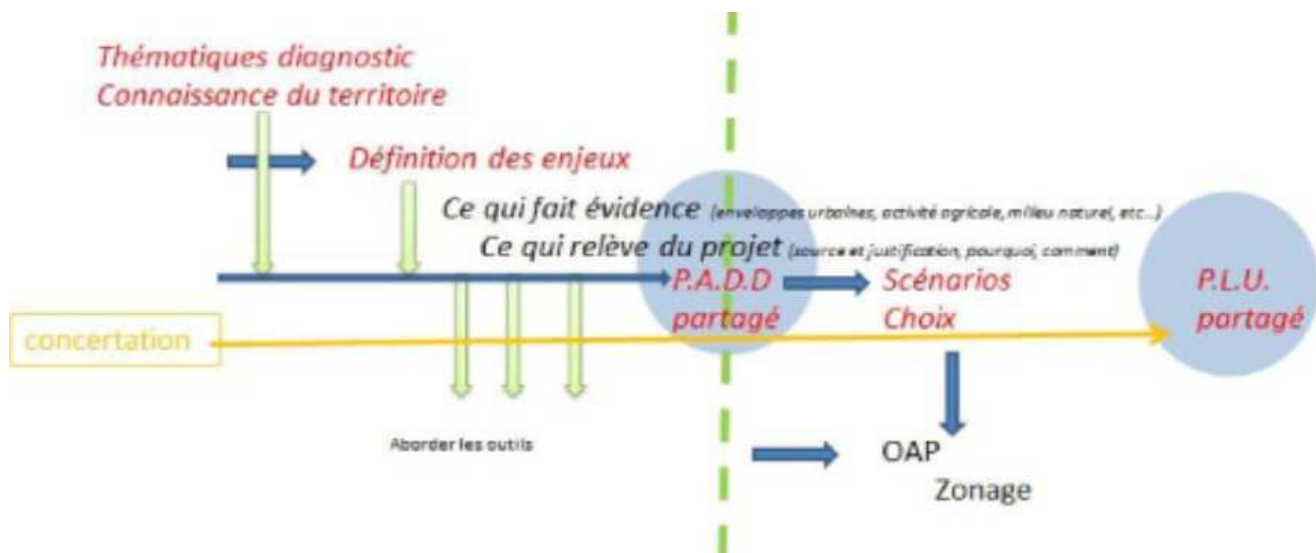 Thématiques diagnostic
Connaissance du territoire
Définition des enjeux
Ce qui fait évidence (enveloppes urbaines, activité agricole, milieu naturel, etc...)
Ce qui relève du projet (source et justification, pourquoi, comment)
P.A.D.D
partagé
Scénarios
Choix
P.L.U.
partagé
concertation
Aborder les outils
OAP
Zonage